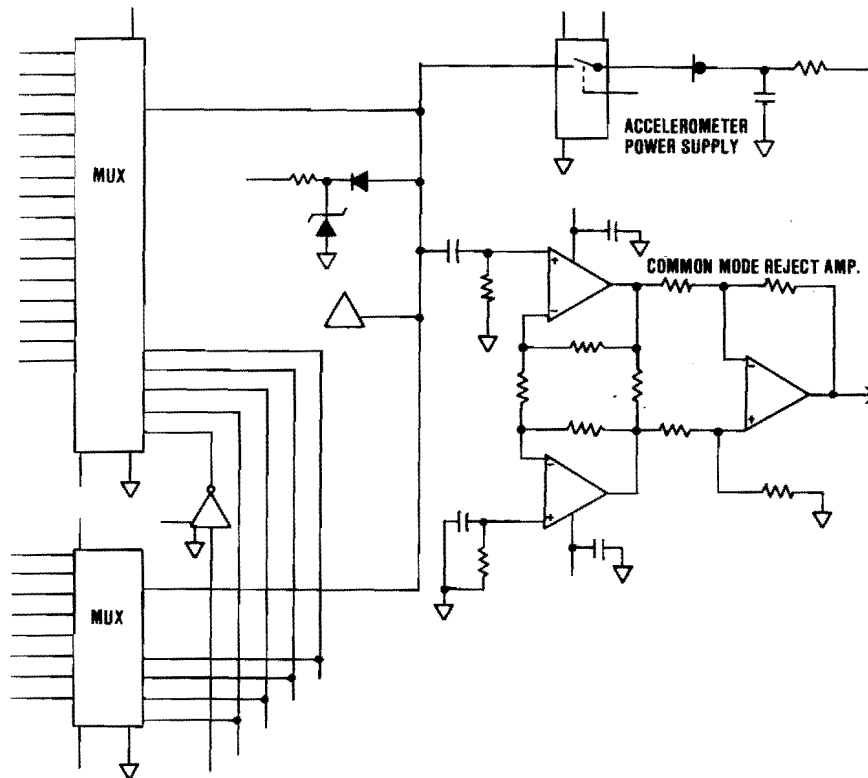 MUX
ACCELEROMETER
POWER SUPPLY
COMMON MODE REJECT AMP.
MUX